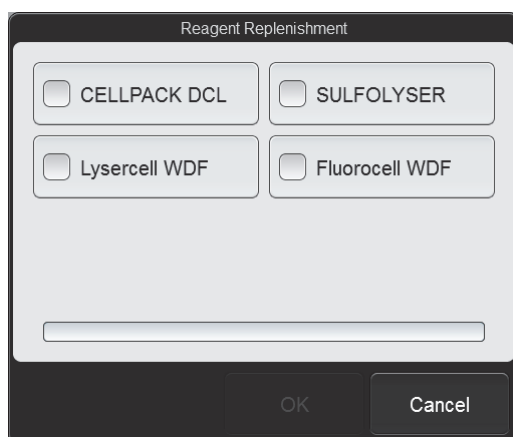 Reagent Replenishment
CELLPACK DCL
SULFOLYSER
Lysercell WDF
Fluorocell WDF
OK
Cancel